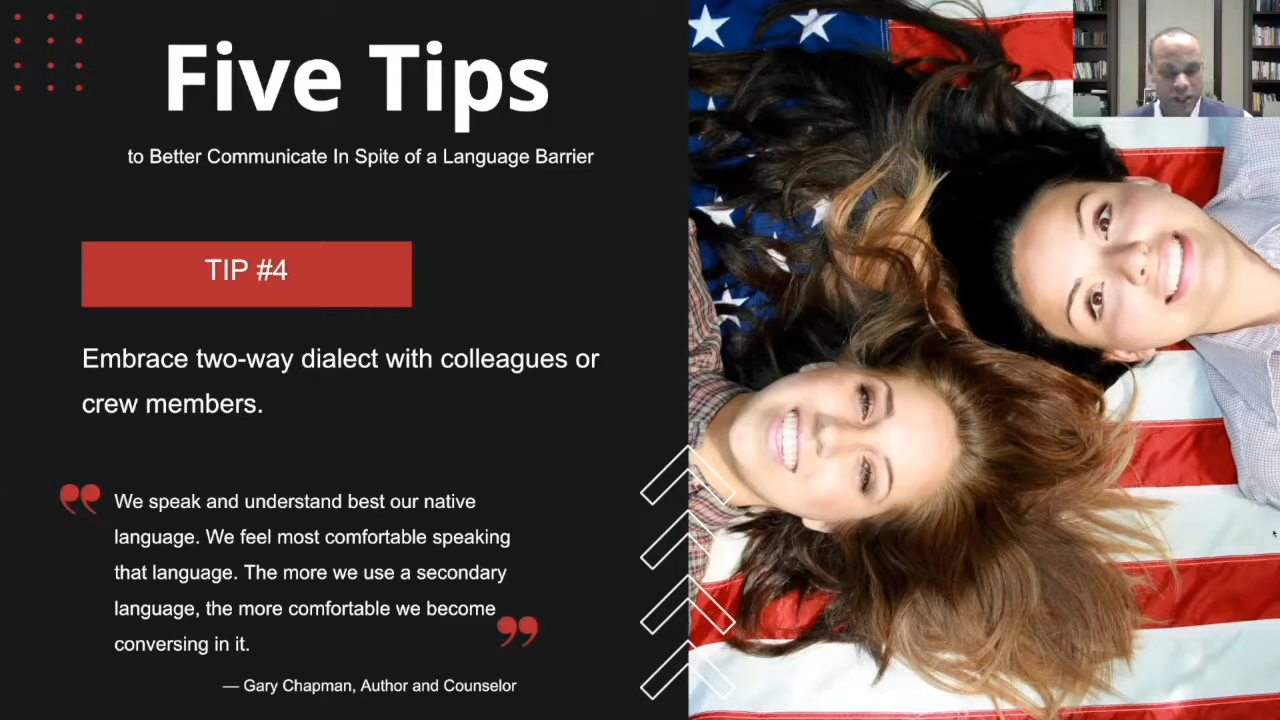 Five Tips
to Better Communicate In Spite of a Language Barrier
TIP #4
Embrace two-way dialect with colleagues or
crew members.
We speak and understand best our native
language. We feel most comfortable speaking
that language. The more we use a secondary
language, the more comfortable we become
conversing in it.
— Gary Chapman, Author and Counselor